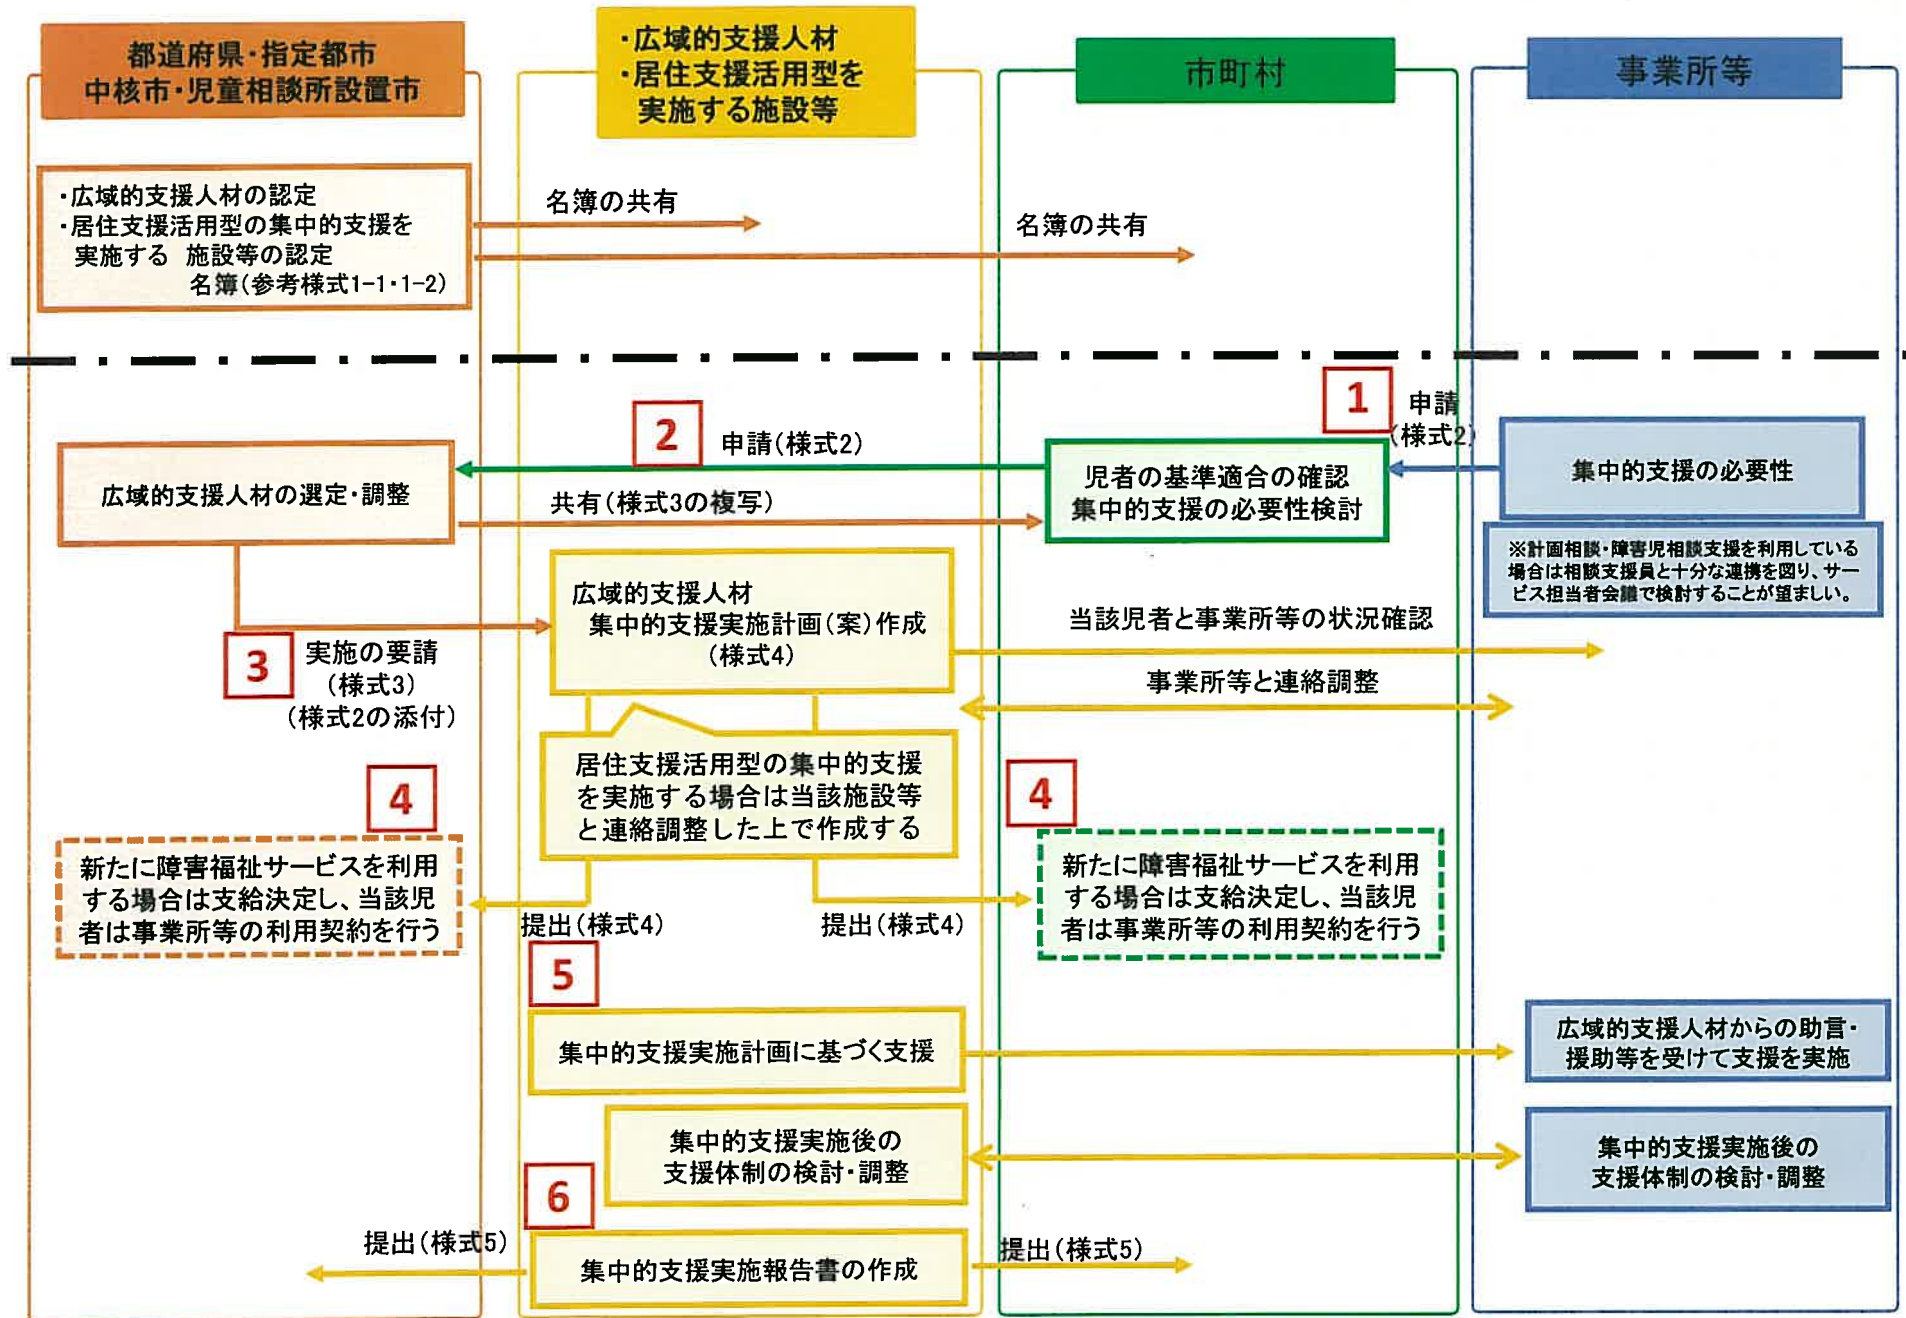 都道府県・指定都市
中核市・児童相談所設置市
・広域的支援人材
・居住支援活用型を
実施する施設等
市町村
事業所等
・広域的支援人材の認定
・居住支援活用型の集中的支援を
実施する 施設等の認定
名簿(参考様式1-1・1-2)
名簿の共有
名簿の共有
1
申請
(様式2)
2
申請(様式2)
広域的支援人材の選定・調整
共有(様式3の複写)
児者の基準適合の確認
集中的支援の必要性検討
集中的支援の必要性
※計画相談・障害児相談支援を利用している
場合は相談支援員と十分な連携を図り、サー
ビス担当者会議で検討することが望ましい。
3
実施の要請
(様式3)
(様式2の添付)
広域的支援人材
集中的支援実施計画(案)作成
(様式4)
当該児者と事業所等の状況確認
事業所等と連絡調整
居住支援活用型の集中的支援
を実施する場合は当該施設等
と連絡調整した上で作成する
4
新たに障害福祉サービスを利用
する場合は支給決定し、当該児
者は事業所等の利用契約を行う
提出(様式4)
提出(様式4)
4
新たに障害福祉サービスを利用
する場合は支給決定し、当該児
者は事業所等の利用契約を行う
5
集中的支援実施計画に基づく支援
広域的支援人材からの助言・
援助等を受けて支援を実施
集中的支援実施後の
支援体制の検討・調整
集中的支援実施後の
支援体制の検討・調整
6
提出(様式5)
集中的支援実施報告書の作成
提出(様式5)